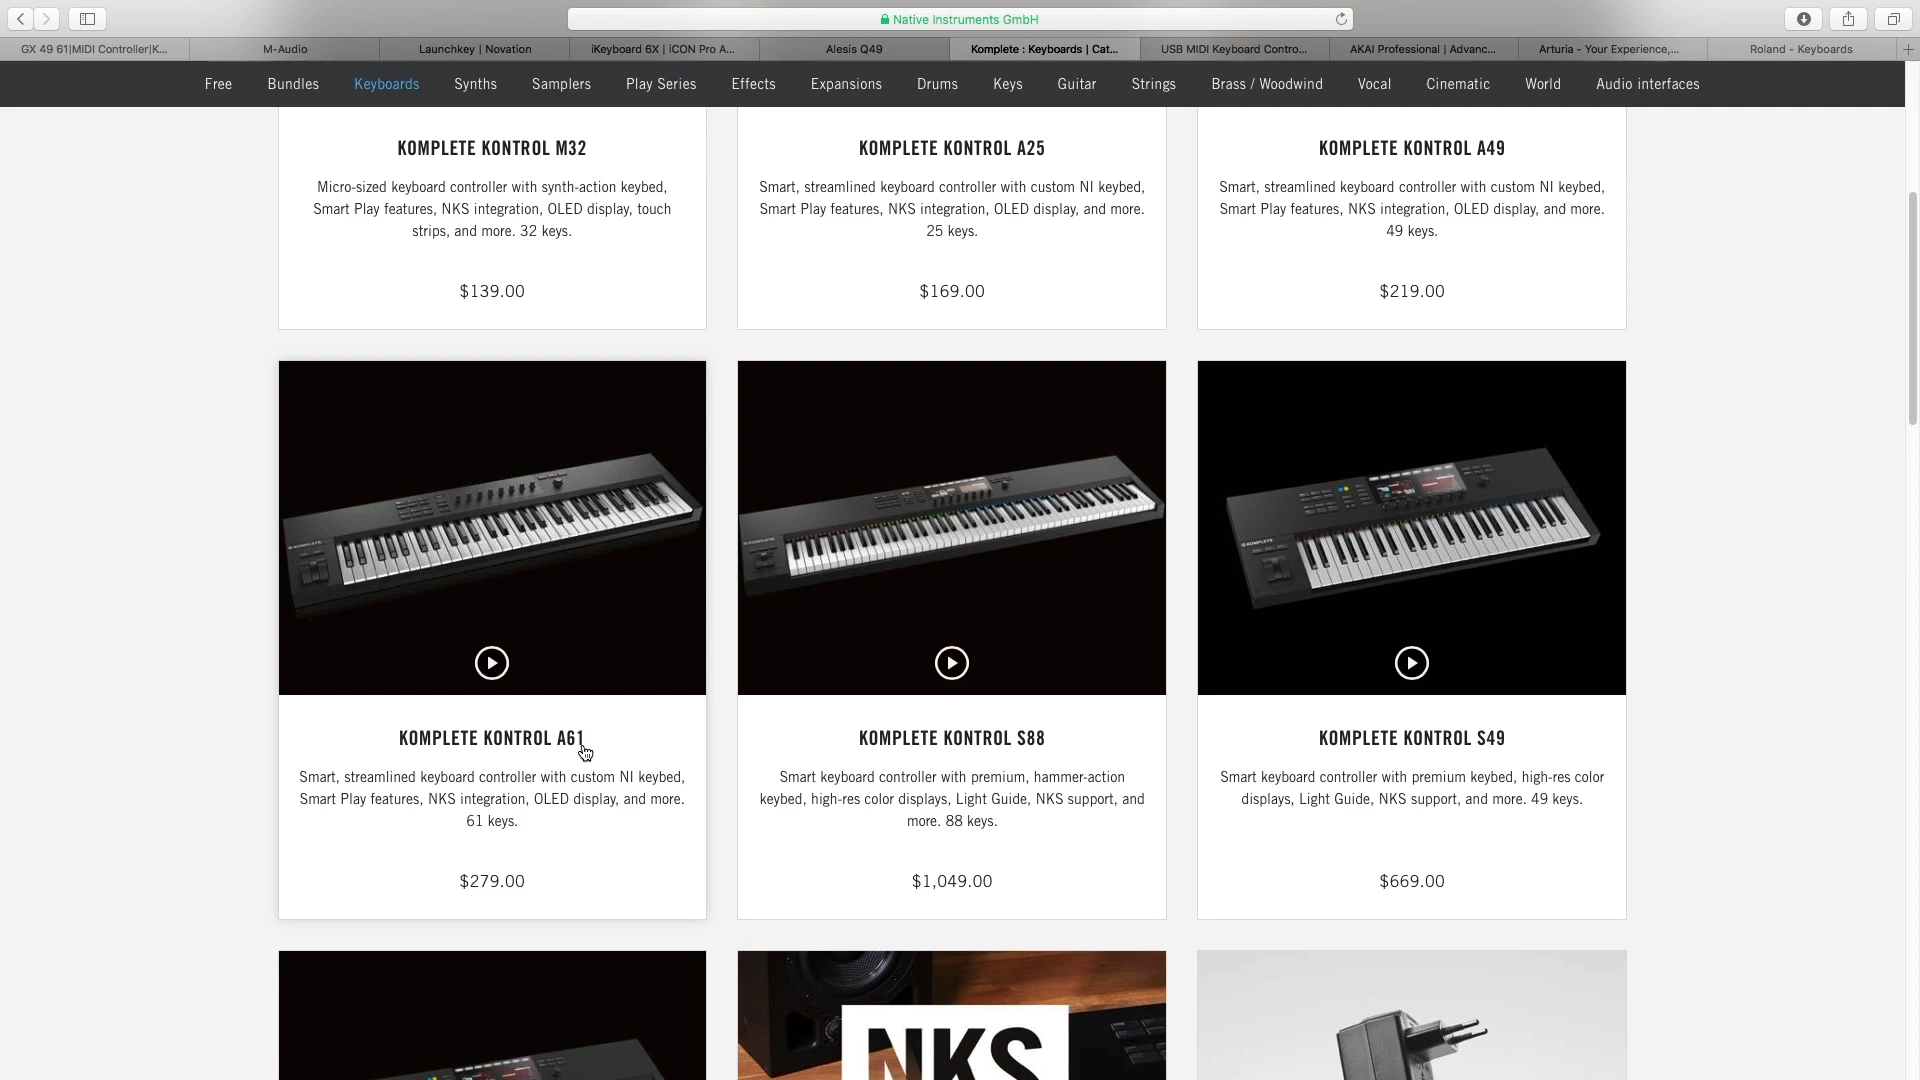 Native Instruments GmbH
GX 49 61|MIDI Controller|K...
M-Audio
Launchkey | Novation
iKeyboard 6X | iCON Pro A...
Alesis Q49
Komplete : Keyboards | Cat...
USB MIDI Keyboard Contro...
AKAI Professional | Advanc...
Arturia - Your Experience,...
Roland - Keyboards
Free
Bundles
Keyboards
Synths
Samplers
Play Series
Effects
Expansions
Drums
Keys
Guitar
Strings
Brass / Woodwind
Vocal
Cinematic
World
Audio interfaces
KOMPLETE KONTROL M32
Micro-sized keyboard controller with synth-action keybed,
Smart Play features, NKS integration, OLED display, touch
strips, and more. 32 keys.
$139.00
KOMPLETE KONTROL A25
Smart, streamlined keyboard controller with custom NI keybed,
Smart Play features, NKS integration, OLED display, and more.
25 keys.
$169.00
KOMPLETE KONTROL A49
Smart, streamlined keyboard controller with custom NI keybed,
Smart Play features, NKS integration, OLED display, and more.
49 keys.
$219.00
KOMPLETE
KOMPLETE KONTROL A61
Smart, streamlined keyboard controller with custom NI keybed,
Smart Play features, NKS integration, OLED display, and more.
61 keys.
$279.00
KOMPLETE
KOMPLETE KONTROL S88
Smart keyboard controller with premium, hammer-action
keybed, high-res color displays, Light Guide, NKS support, and
more. 88 keys.
$1,049.00
KOMPLETE
KOMPLETE KONTROL S49
Smart keyboard controller with premium keybed, high-res color
displays, Light Guide, NKS support, and more. 49 keys.
$669.00
NKS